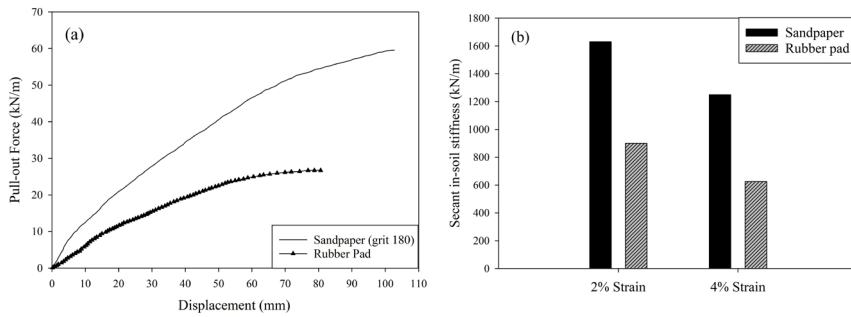 (a)
Pull-out Force (kN/m)
70
60
50
40
30
20
10
0
0 10 20 30 40 50 60 70 80 90 100 110
Displacement (mm)
Sandpaper (grit 180)
Rubber Pad
(b)
Secant in-soil stiffness (kN/m)
1800
1600
1400
1200
1000
800
600
400
200
0
2% Strain 4% Strain
Sandpaper
Rubber pad